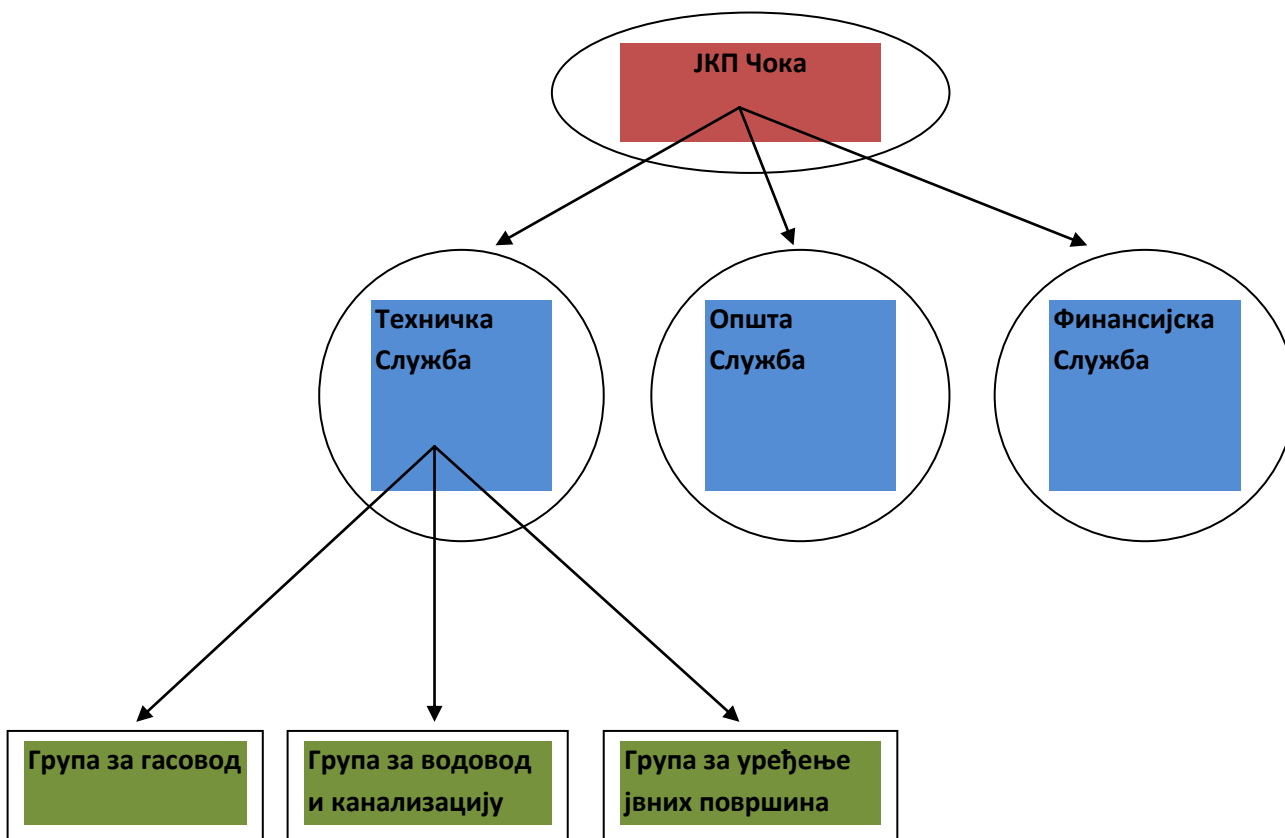 ЈКП Чока
Техничка
Служба
Општа
Служба
Финансијска
Служба
Група за гасовод
Група за водовод
и канализацију
Група за уређење
јвних површина